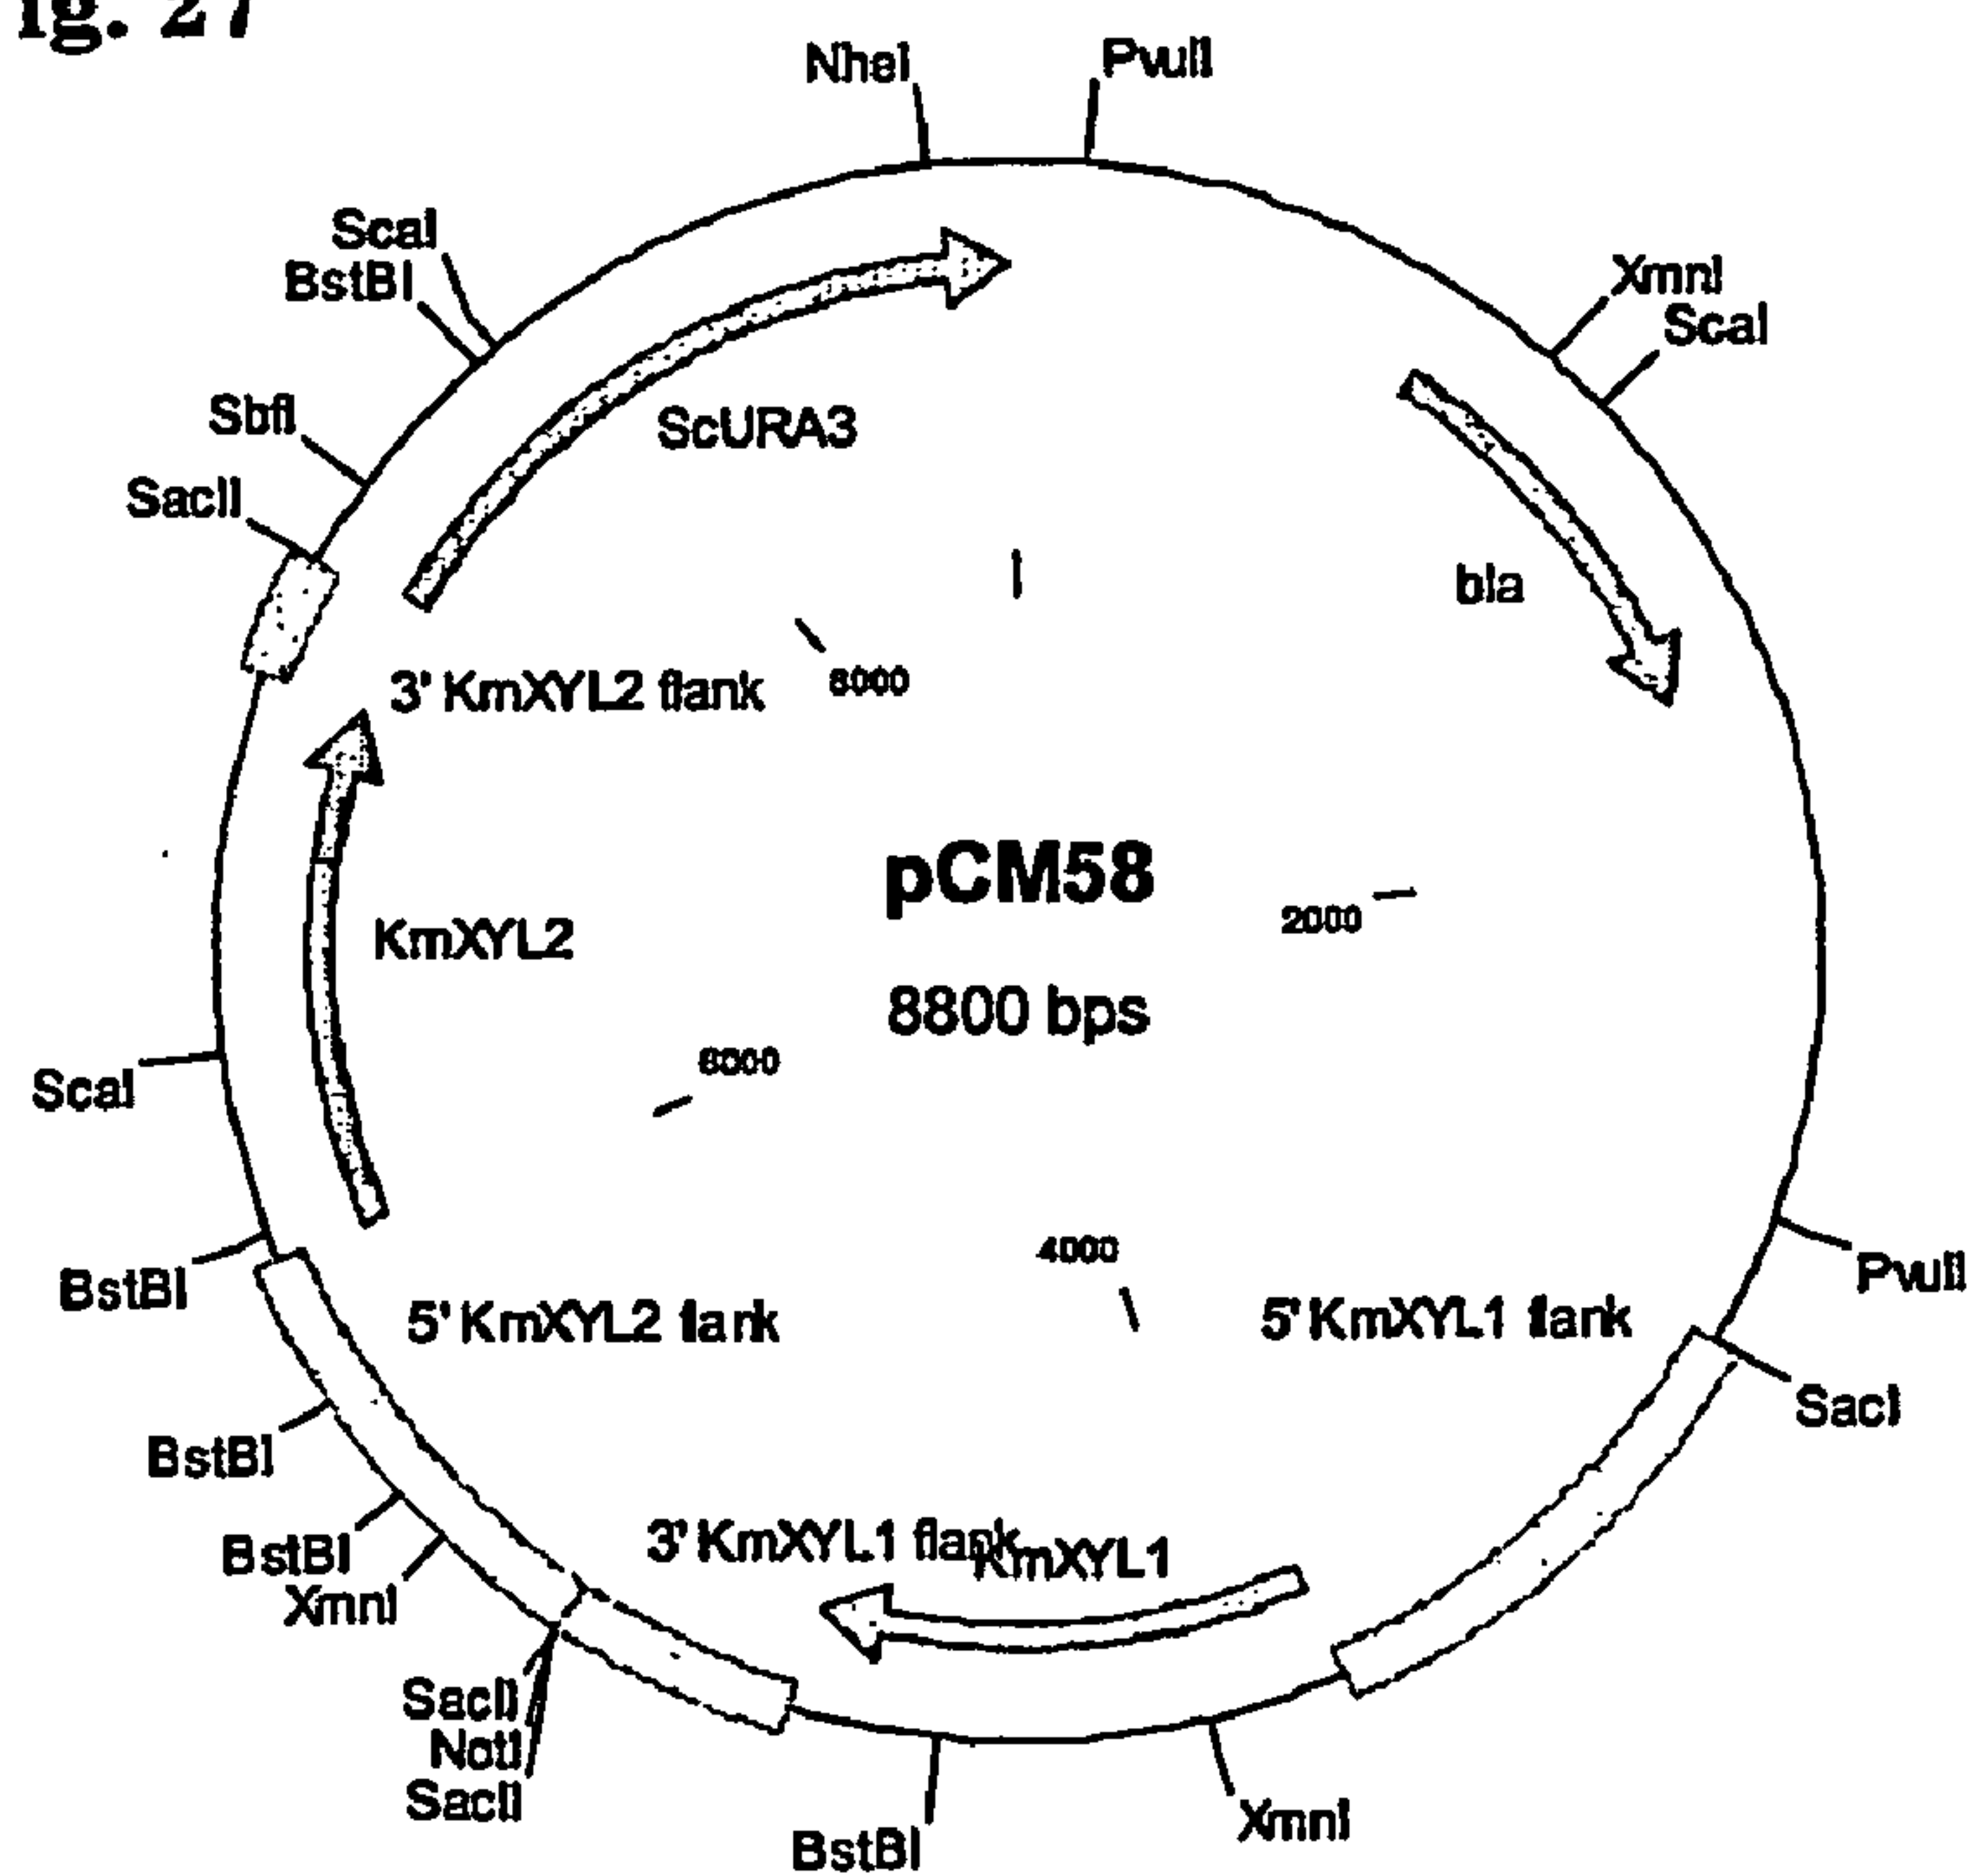 ig. 27
NheI
PvuII
ScaI
BstBI
XmnI
ScaI
SbfI
ScURA3
SacII
bla
3' KmXYL2 flank
8000
pCM58
2000
KmXYL2
8800 bps
6000
ScaI
4000
PvuII
BstBI
5' KmXYL2 flank
5' KmXYL1 flank
SacI
BstBI
3' KmXYL1 flank
KmXYL1
BstBI
XmnI
SacII
NotI
SacII
BstBI
XmnI